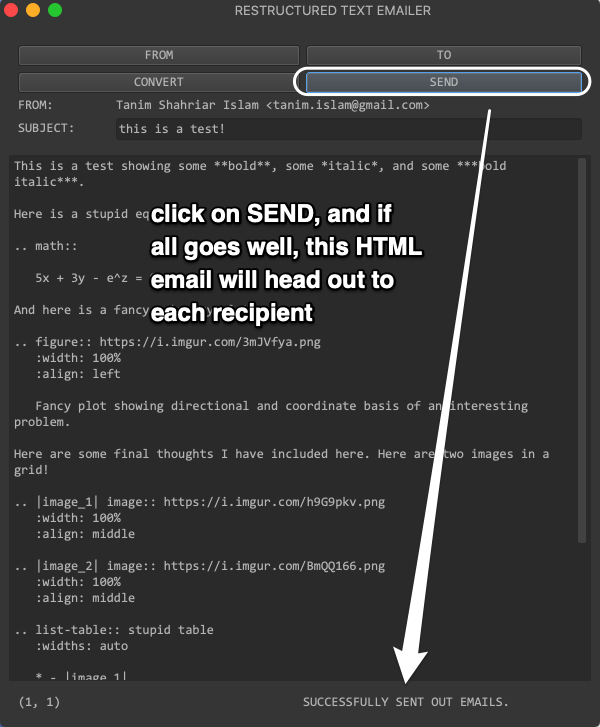 RESTRUCTURED TEXT EMAILER
FROM
TO
CONVERT
SEND
FROM: Tanim Shahriar Islam <tanim.islam@gmail.com>
SUBJECT: this is a test!
This is a test showing some **bold**, some *italic*, and some ***bold
italic***.
Here is a stupid
click on SEND, and if
all goes well, this HTML
email will head out to
each recipient
.. math::
5x + 3y - e^z =
And here is a fancy
.. figure:: https://i.imgur.com/3mJVfya.png
:width: 100%
:align: left
Fancy plot showing directional and coordinate basis of an interesting
problem.
Here are some final thoughts I have included here. Here are two images in a
grid!
.. |image_1| image:: https://i.imgur.com/h9G9pkv.png
:width: 100%
:align: middle
.. |image_2| image:: https://i.imgur.com/BmQQ166.png
:width: 100%
:align: middle
.. list-table:: stupid table
:widths: auto
* - |image_1|
(1, 1)
SUCCESSFULLY SENT OUT EMAILS.